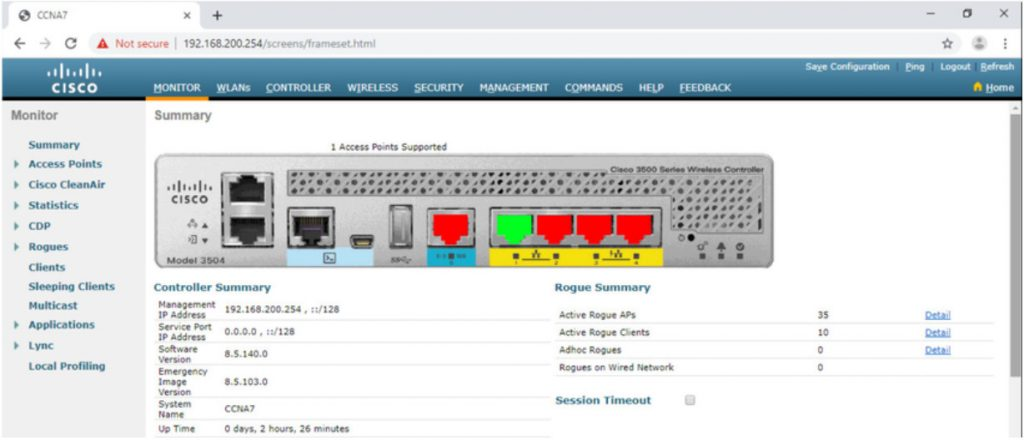 CCNA7
Not secure | 192.168.200.254/screens/frameset.html
Save Configuration | Ping | Logout | Refresh
CISCO
MONITOR WLANs CONTROLLER WIRELESS SECURITY MANAGEMENT COMMANDS HELP FEEDBACK
Home
Monitor
Summary
Access Points
Cisco CleanAir
Statistics
CDP
Rogues
Clients
Sleeping Clients
Multicast
Applications
Lync
Local Profiling
Summary
1 Access Points Supported
Cisco 3500 Series Wireless Controller
CISCO
Model 3504
1 2 3 4
Controller Summary
Management IP Address 192.168.200.254 , ::/128
Service Port IP Address 0.0.0.0 , ::/128
Software Version 8.5.140.0
Emergency Image Version 8.5.103.0
System Name CCNA7
Up Time 0 days, 2 hours, 26 minutes
Rogue Summary
Active Rogue APs 35 Detail
Active Rogue Clients 10 Detail
Adhoc Rogues 0 Detail
Rogues on Wired Network 0
Session Timeout